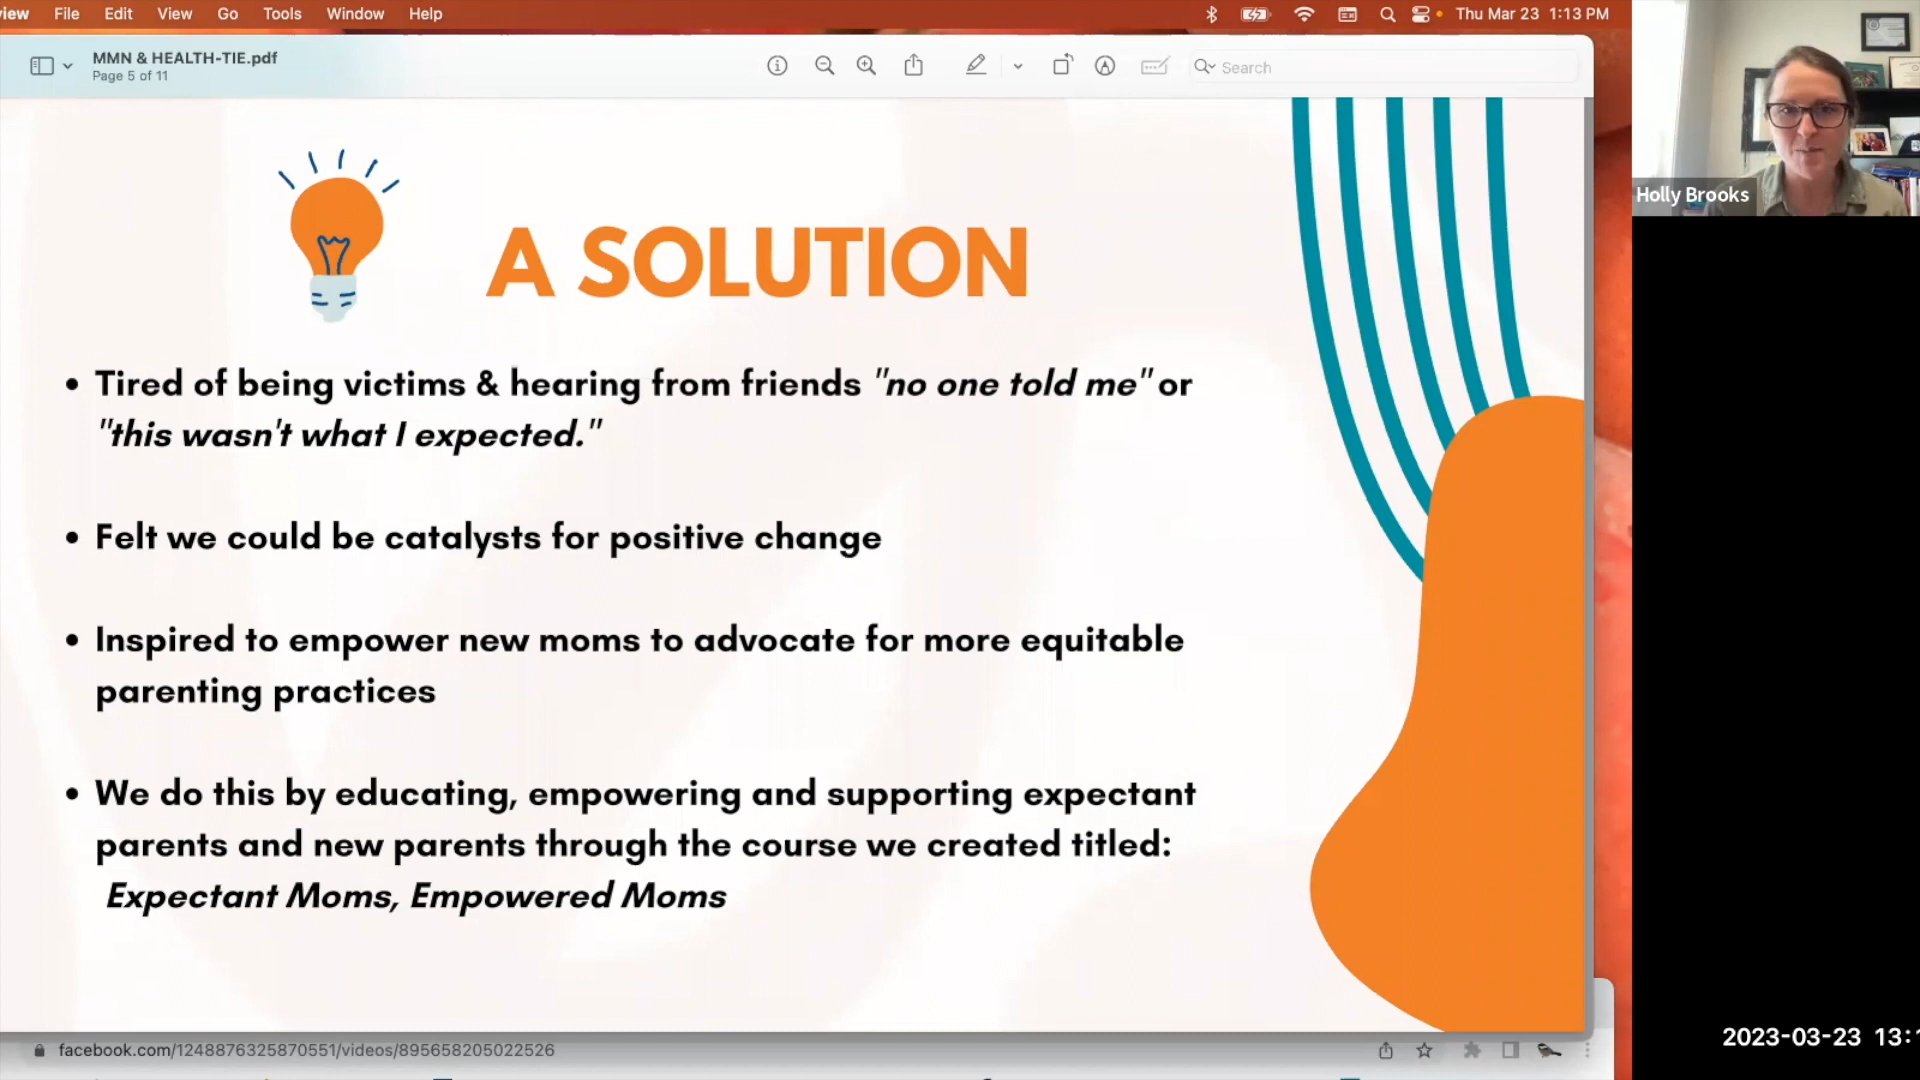 File Edit View Go Tools Window Help Thu Mar 23 1:13 PM
MMN & HEALTH-TIE.pdf
Page 5 of 11
Search
Holly Brooks
A SOLUTION
• Tired of being victims & hearing from friends "no one told me" or
"this wasn't what I expected."
• Felt we could be catalysts for positive change
• Inspired to empower new moms to advocate for more equitable
parenting practices
• We do this by educating, empowering and supporting expectant
parents and new parents through the course we created titled:
Expectant Moms, Empowered Moms
facebook.com/1248876325870551/videos/895658205022526
2023-03-23 13: